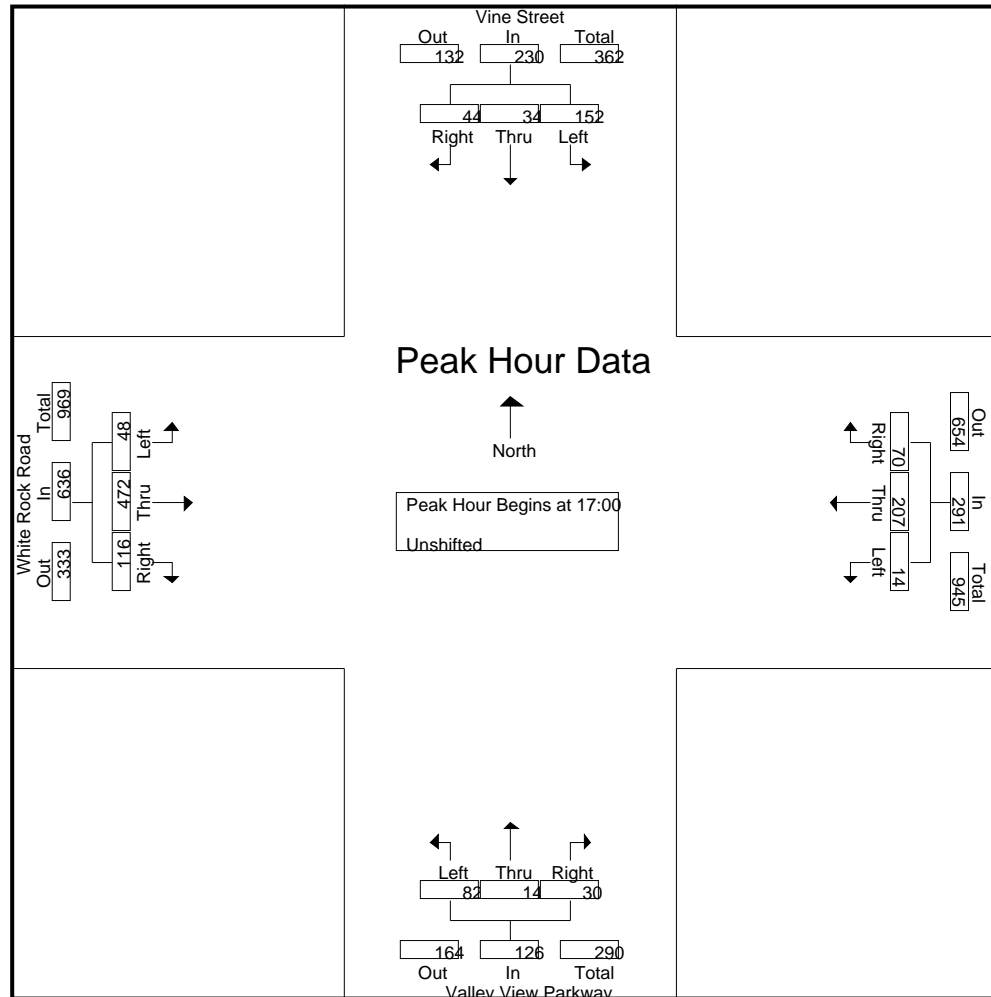 Vine Street
Out In Total
132 230 362
44 34 152
Right Thru Left
Peak Hour Data
North
Peak Hour Begins at 17:00
Unshifted
White Rock Road
Total In Out
969 636 333
48 472 116
Left Thru Right
Right Thru Left
70 207 14
Out In Total
654 291 945
Left Thru Right
82 14 30
164 126 290
Out In Total
Valley View Parkway